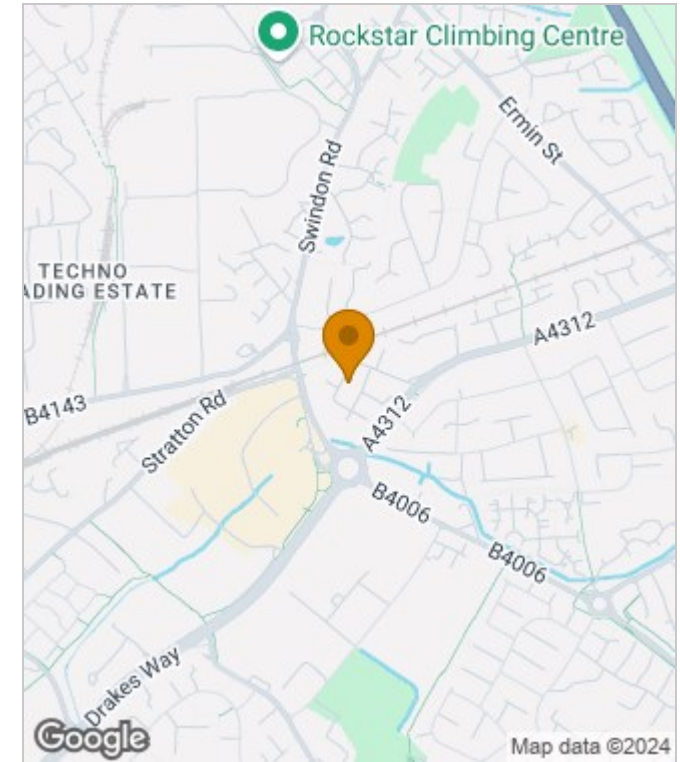 Rockstar Climbing Centre
Ermin St
Swindon Rd
TECHNO
ADING ESTATE
A4312
B4143
Stratton Rd
A4312
B4006
B4006
Drakes Way
Google
Map data ©2024